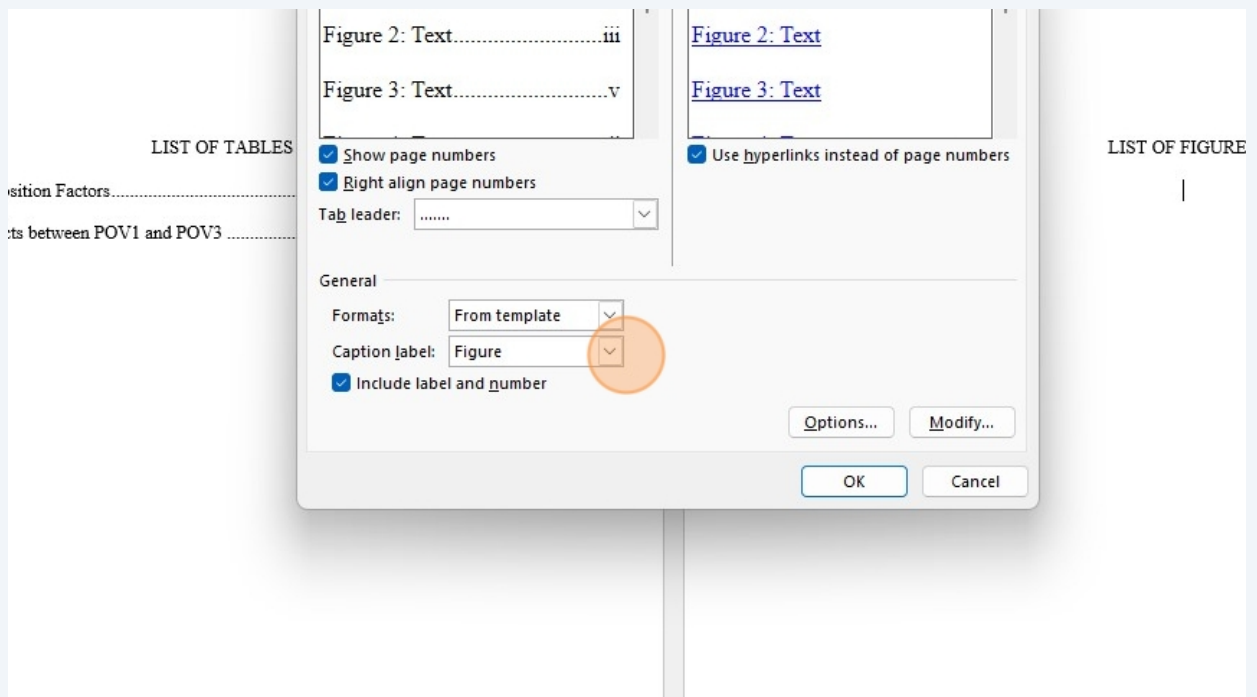 Figure 2: Text............................iii
Figure 2: Text
Figure 3: Text............................v
Figure 3: Text
LIST OF TABLES
Show page numbers
Use hyperlinks instead of page numbers
LIST OF FIGURE
Right align page numbers
sition Factors
Tab leader: .......
between POV1 and POV3
General
Formats: From template
Caption label: Figure
Include label and number
Options... Modify...
OK Cancel